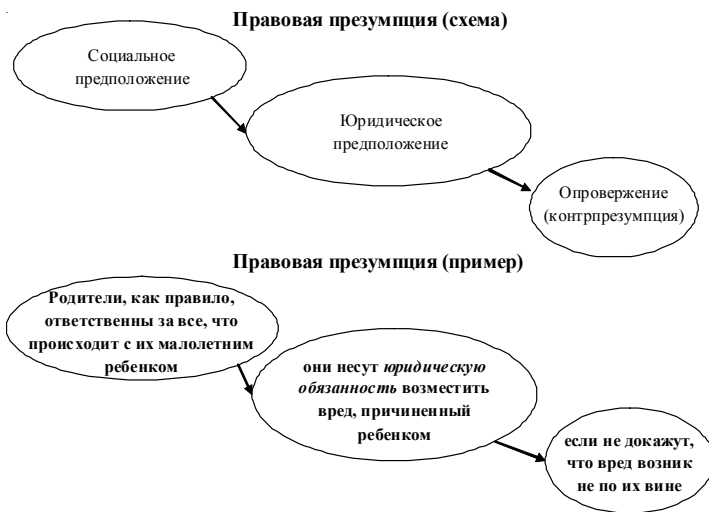 Правовая презумпция (схема)
Социальное
предположение
Юридическое
предположение
Опровержение
(контрпрезумпция)
Правовая презумпция (пример)
Родители, как правило,
ответственны за все, что
происходит с их малолетним
ребенком
они несут юридическую
обязанность возместить
вред, причиненный
ребенком
если не докажут,
что вред возник
не по их вине